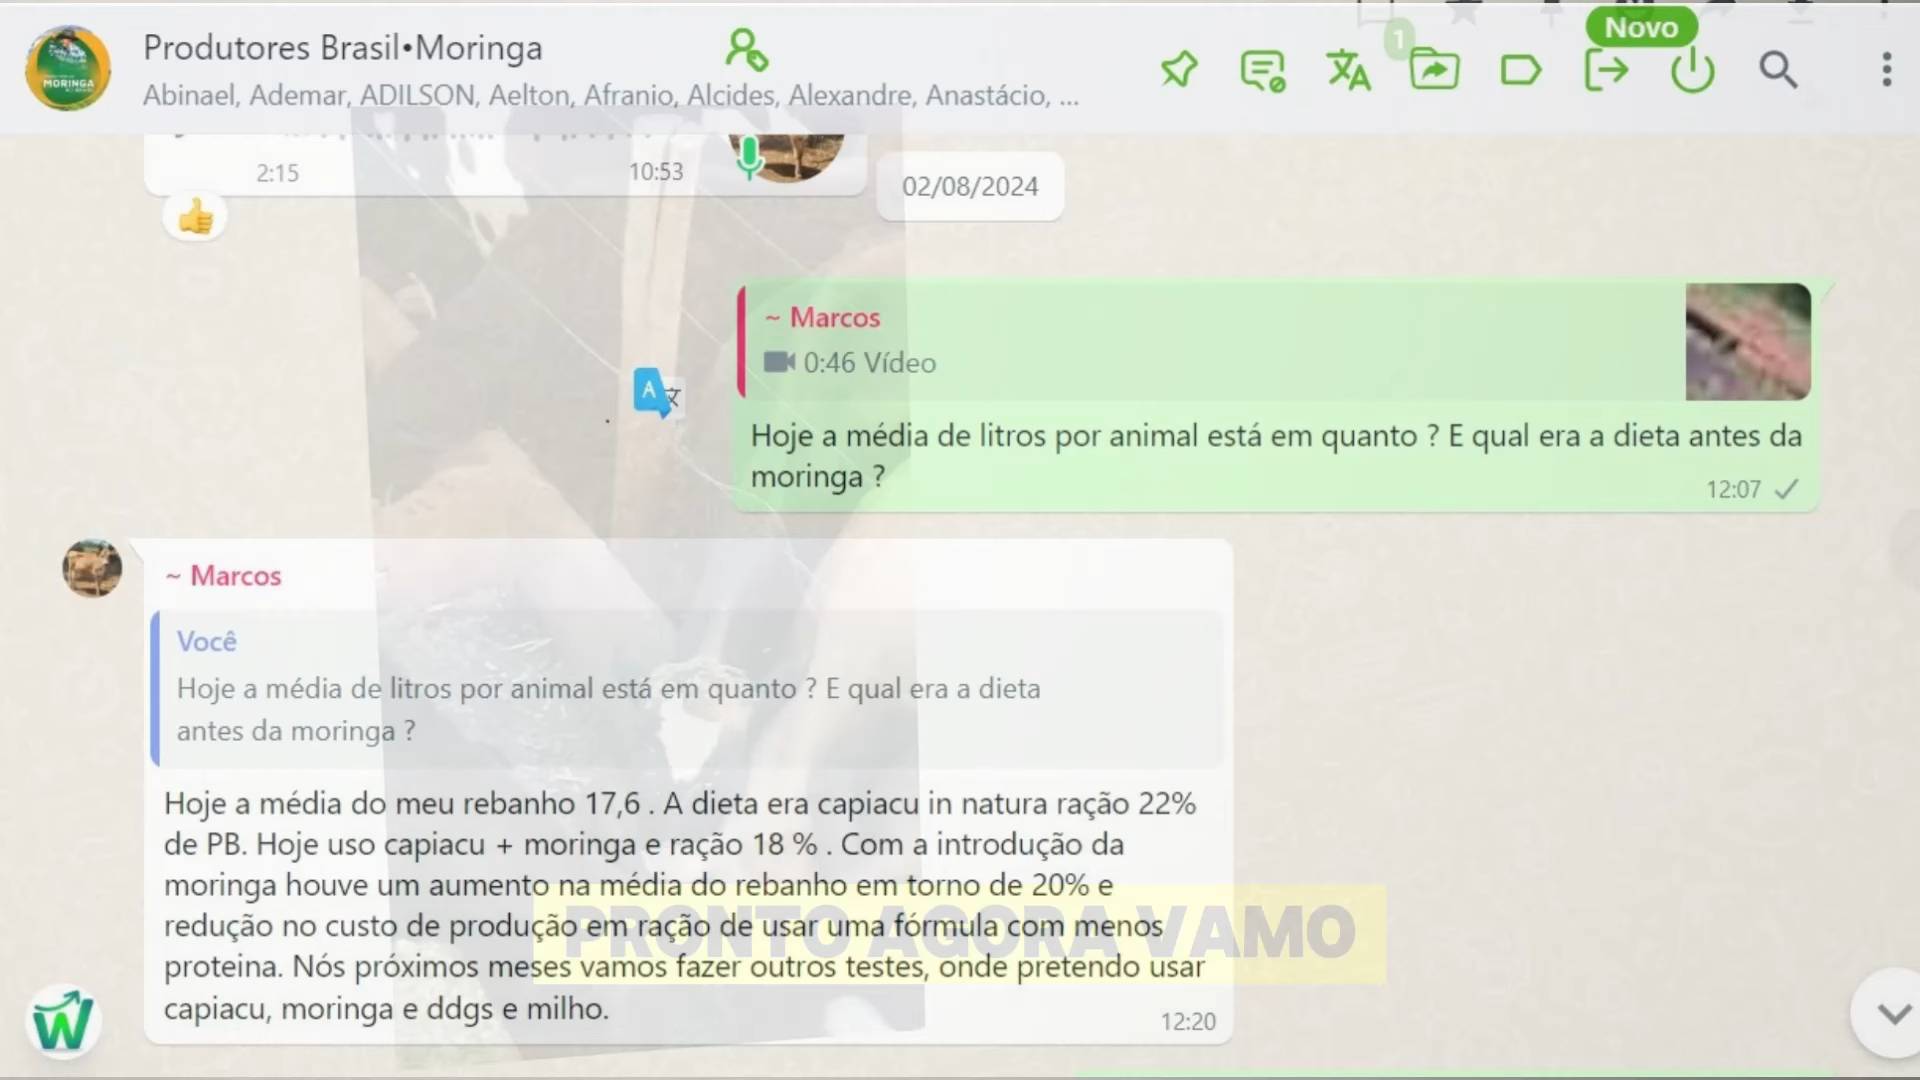 Novo
Produtores Brasil•Moringa
1
Abinael, Ademar, ADILSON, Aelton, Afranio, Alcides, Alexandre, Anastácio, ...
MORINGA
2:15
10:53
02/08/2024
~ Marcos
0:46 Vídeo
Hoje a média de litros por animal está em quanto ? E qual era a dieta antes da
moringa ?
12:07
~ Marcos
Você
Hoje a média de litros por animal está em quanto ? E qual era a dieta
antes da moringa ?
Hoje a média do meu rebanho 17,6 . A dieta era capiacu in natura ração 22%
de PB. Hoje uso capiacu + moringa e ração 18 % . Com a introdução da
moringa houve um aumento na média do rebanho em torno de 20% e
redução no custo de produção em ração de usar uma fórmula com menos
proteina. Nós próximos meses vamos fazer outros testes, onde pretendo usar
capiacu, moringa e ddgs e milho.
12:20
PRONTO AGORA VAMO